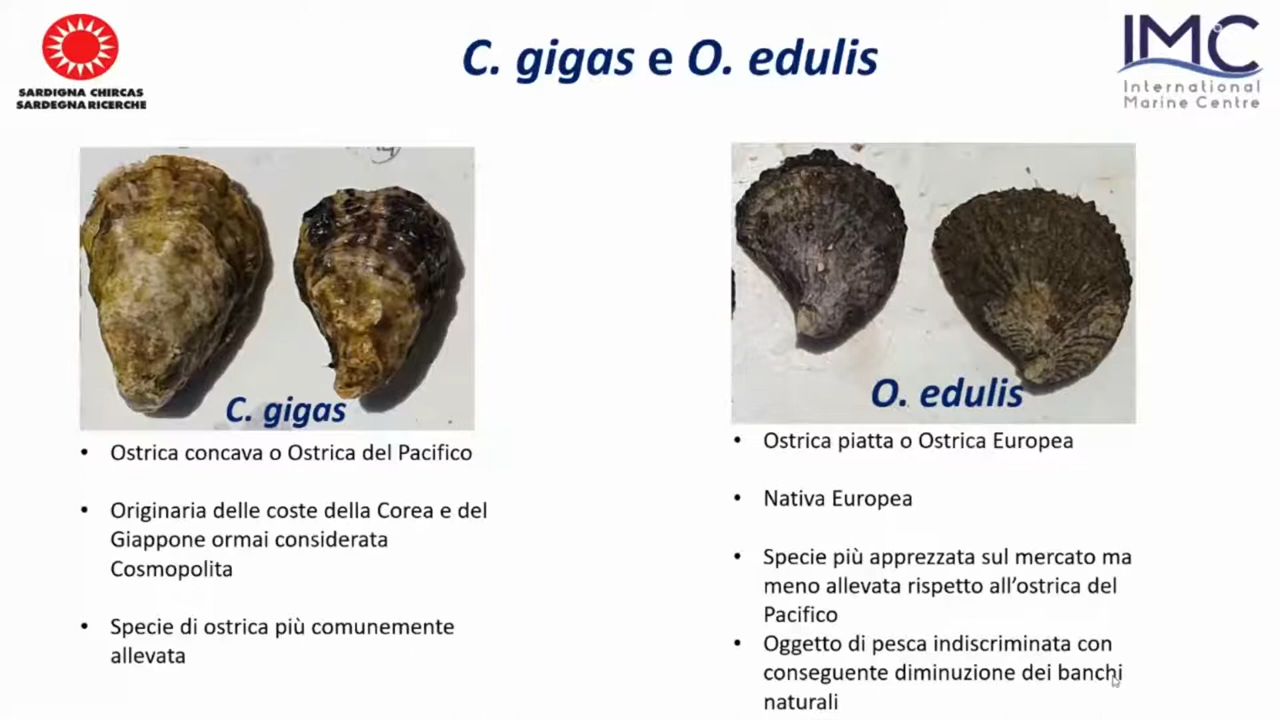 SARDIGNA CHIRCAS
SARDEGNA RICERCHE
C. gigas e O. edulis
IMC
International
Marine Centre
C. gigas
• Ostrica concava o Ostrica del Pacifico
• Originaria delle coste della Corea e del
Giappone ormai considerata
Cosmopolita
• Specie di ostrica più comunemente
allevata
O. edulis
• Ostrica piatta o Ostrica Europea
• Nativa Europea
• Specie più apprezzata sul mercato ma
meno allevata rispetto all'ostrica del
Pacifico
• Oggetto di pesca indiscriminata con
conseguente diminuzione dei banchi
naturali